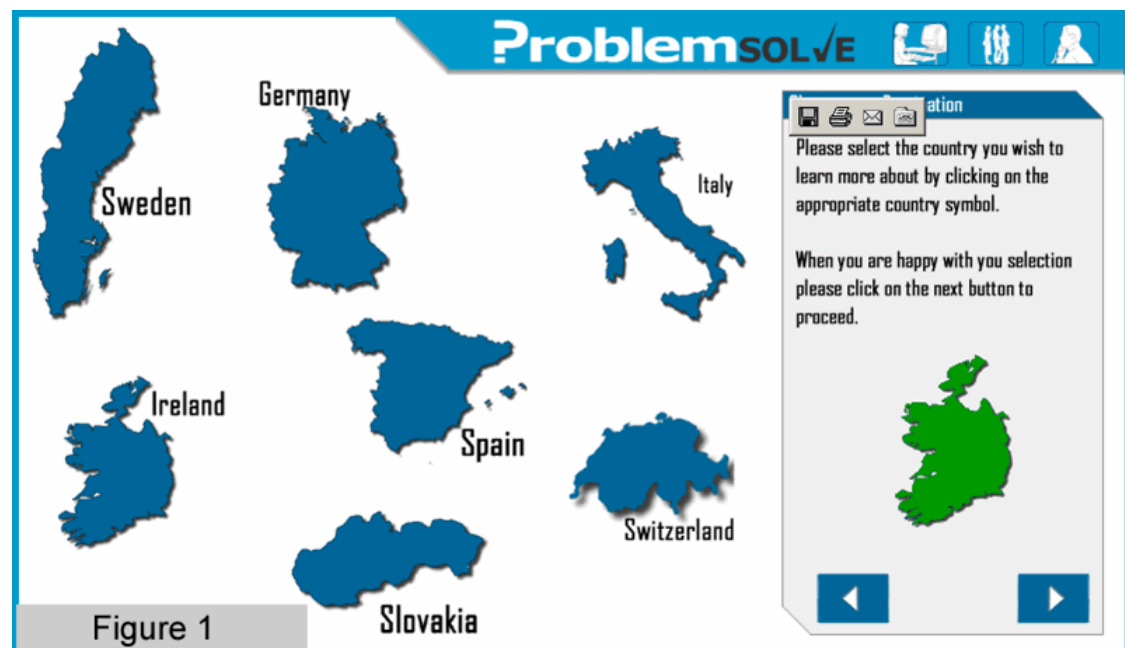 ProblemSOLVE
Germany
Sweden
Italy
Ireland
Spain
Switzerland
Slovakia
Figure 1
ation
Please select the country you wish to
learn more about by clicking on the
appropriate country symbol.
When you are happy with you selection
please click on the next button to
proceed.